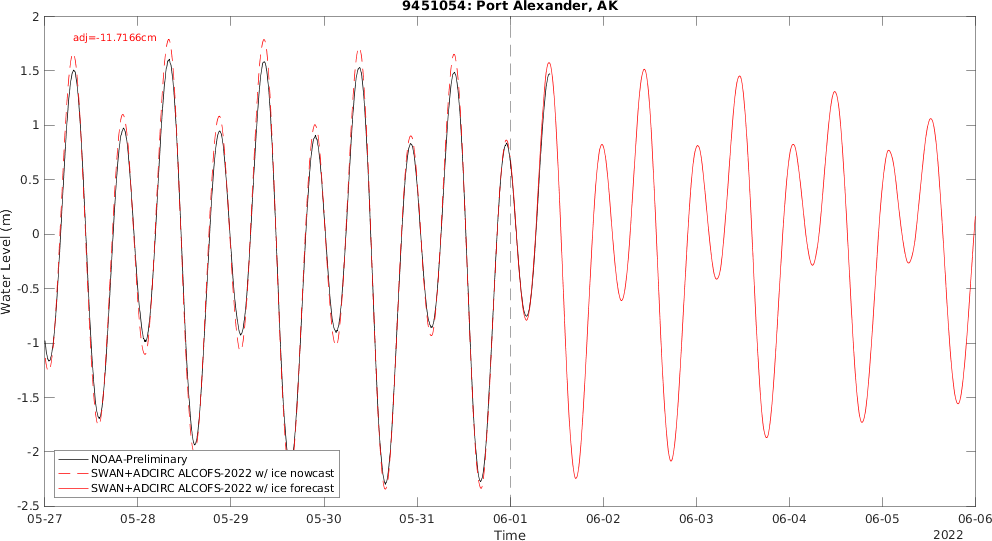 9451054: Port Alexander, AK
adj=-11.7166cm
Water Level (m)
2
1.5
1
0.5
0
-0.5
-1
-1.5
-2
-2.5
NOAA-Preliminary
SWAN+ADCIRC ALCOFS-2022 w/ ice nowcast
SWAN+ADCIRC ALCOFS-2022 w/ ice forecast
05-27 05-28 05-29 05-30 05-31 06-01 06-02 06-03 06-04 06-05 06-06
Time
2022